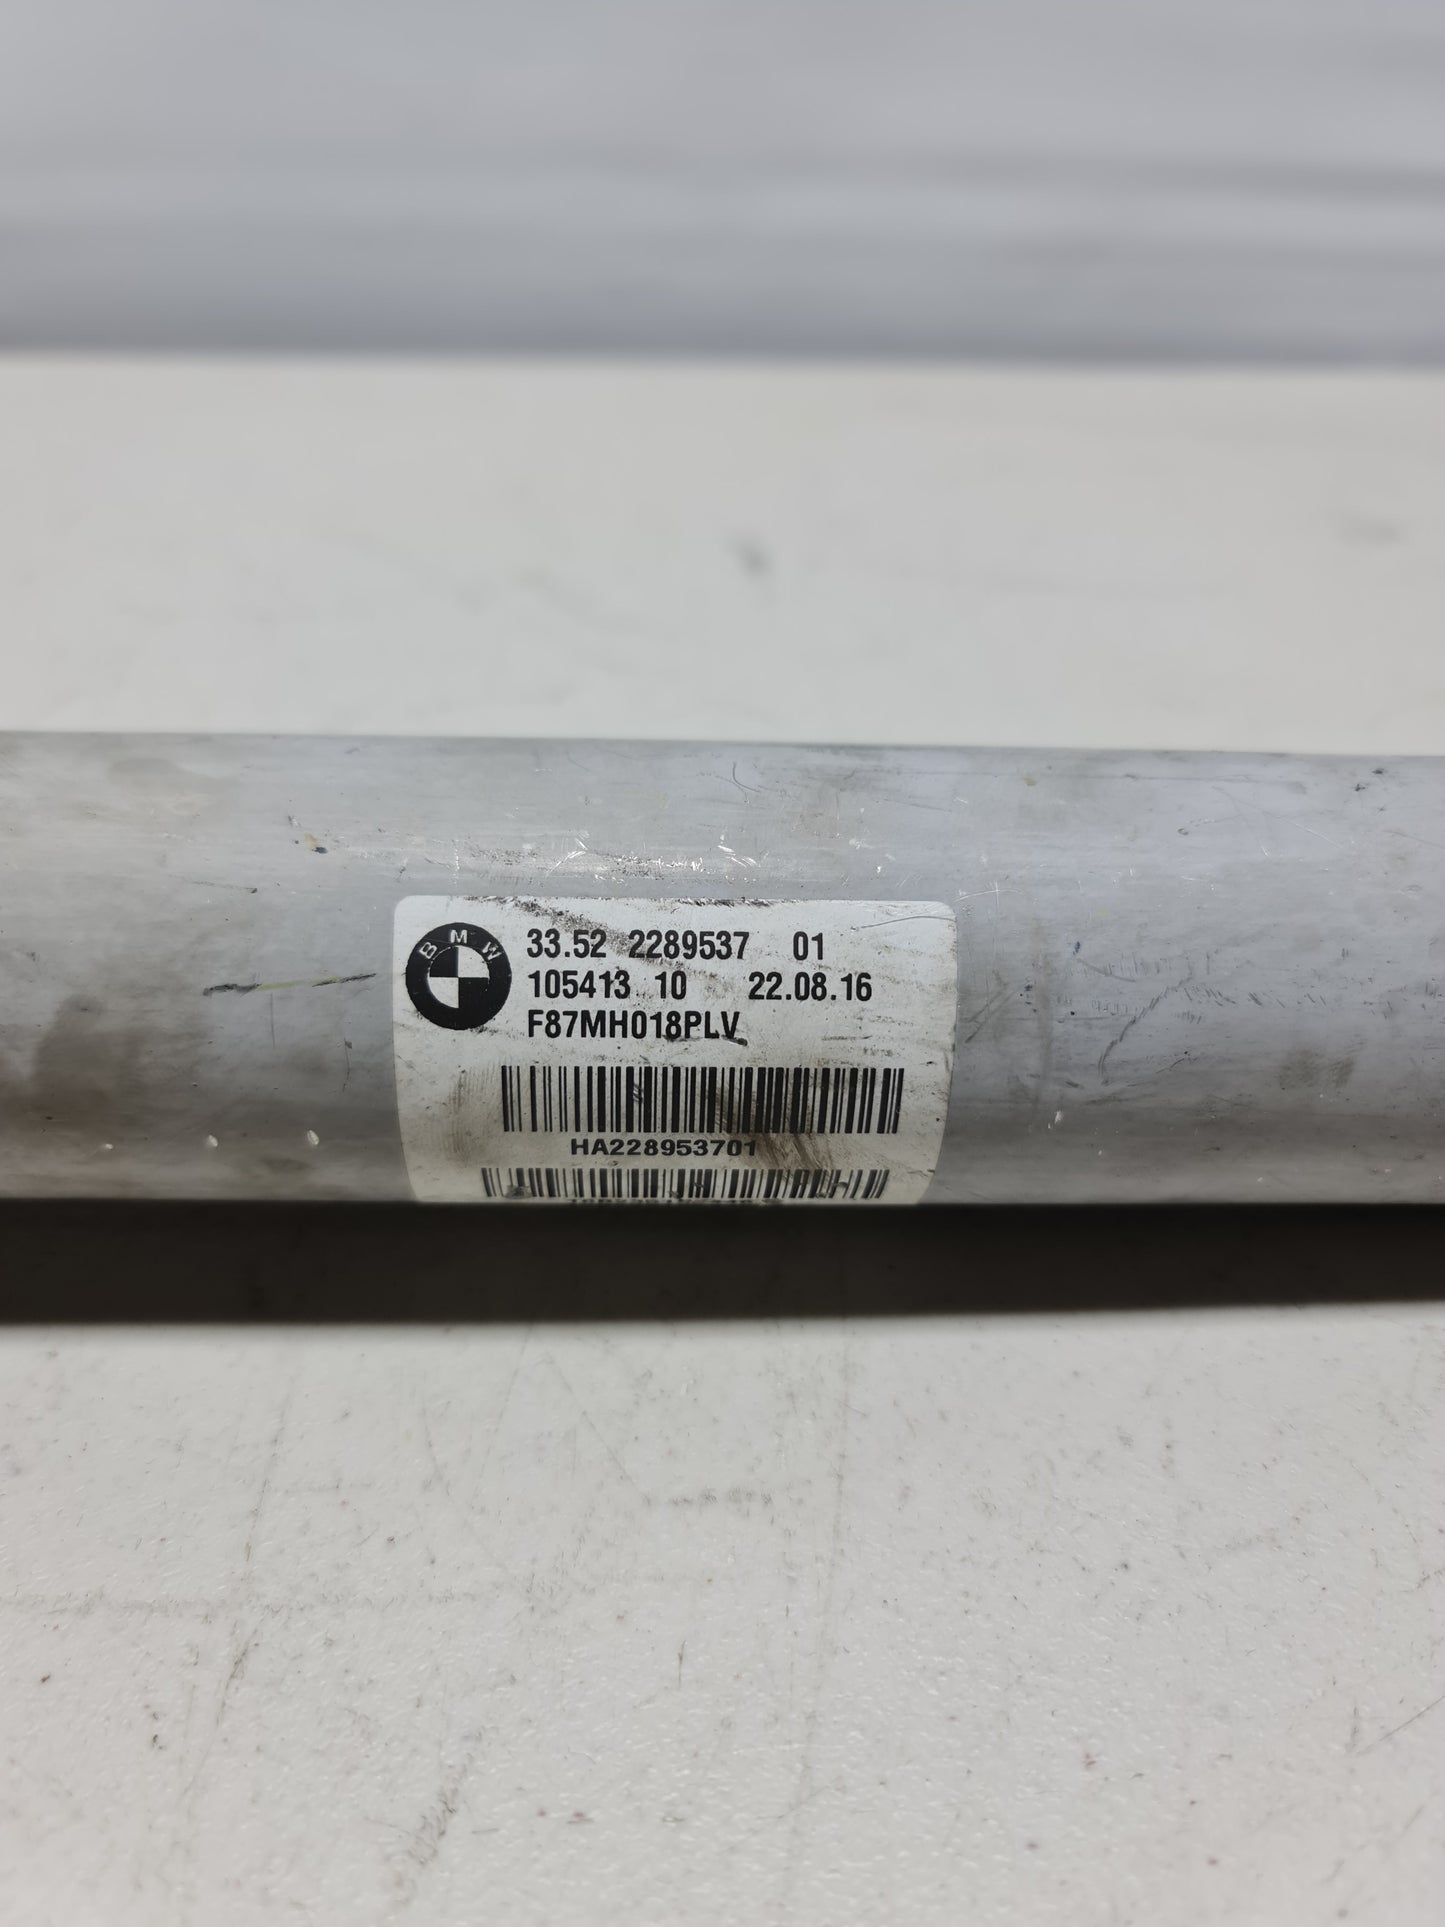 BMW
33.52 2289537 01
105413 10 22.08.16
F87MH018PLV
HA228953701